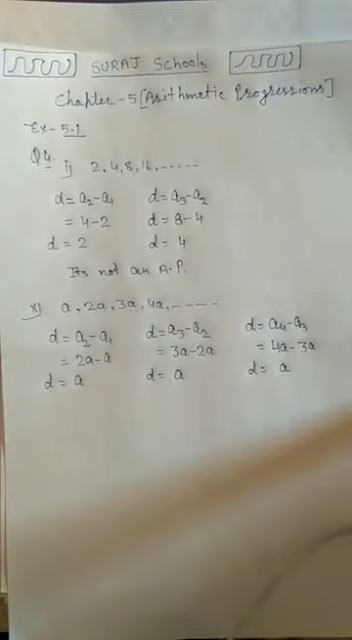 SURAJ Schools
Chapter-5 [Arithmetic Progressions]
Ex-5.1
Q4. i) 2, 4, 8, 16, -----
d = a₂-a₁ d = a₃-a₂
= 4-2 d = 8-4
d = 2 d = 4
Its not an A.P.
x) a, 2a, 3a, 4a, -----
d = a₂-a₁ d = a₃-a₂ d = a₄-a₃
= 2a-a = 3a-2a = 4a-3a
d = a d = a d = a